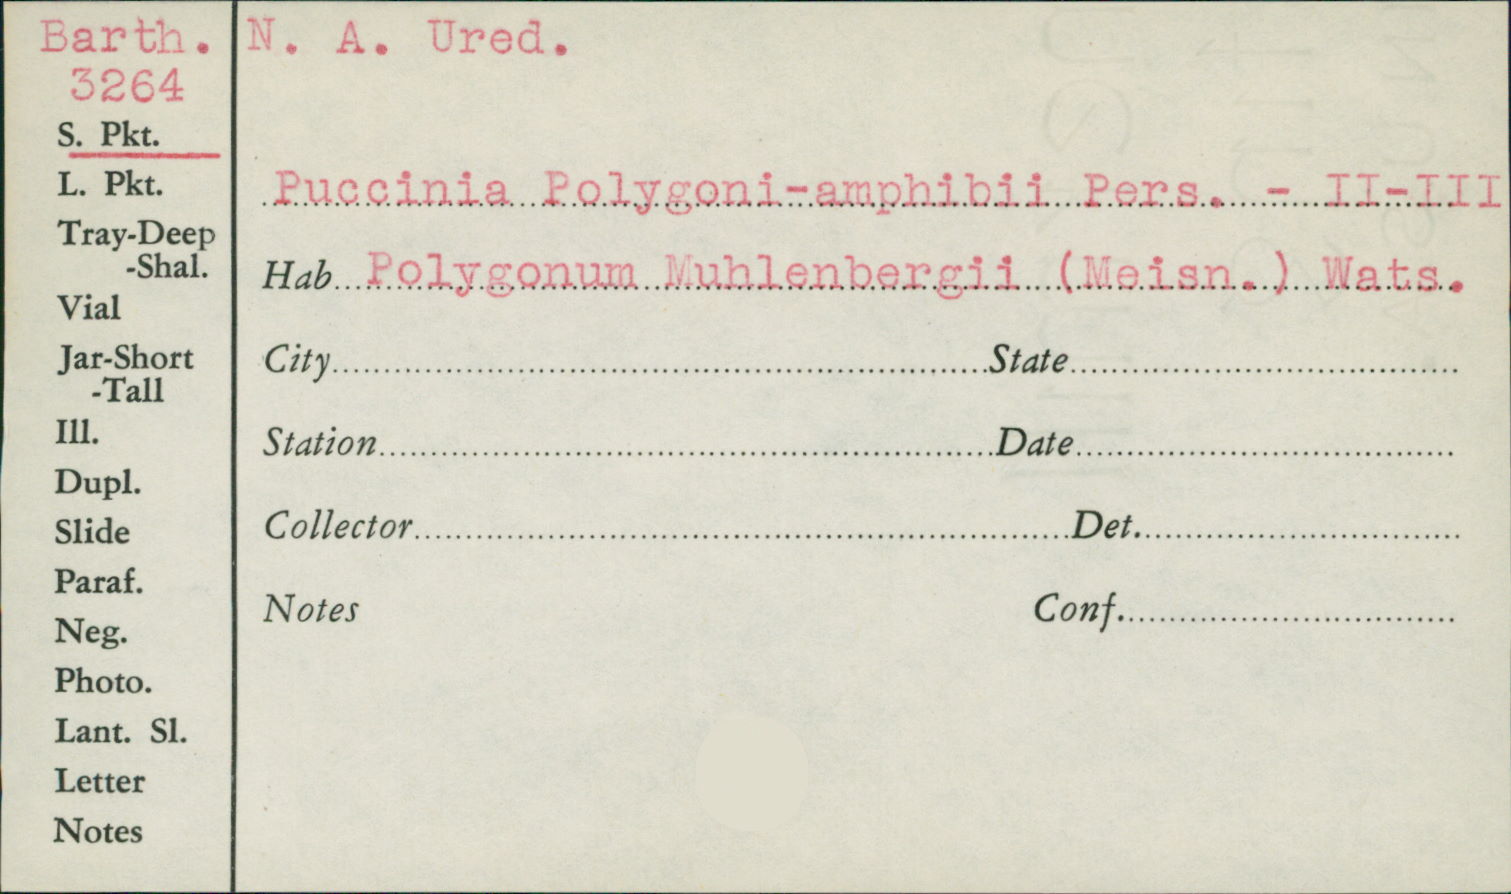 Barth. N. A. Ured.
3264
S. Pkt.
L. Pkt.
Tray-Deep
-Shal.
Vial
Jar-Short
-Tall
Ill.
Dupl.
Slide
Paraf.
Neg.
Photo.
Lant. Sl.
Letter
Notes
Puccinia Polygoni-amphibii Pers. - II-III
Hab Polygonum Muhlenbergii (Meisn.) Wats.
City State
Station Date
Collector Det.
Notes Conf.